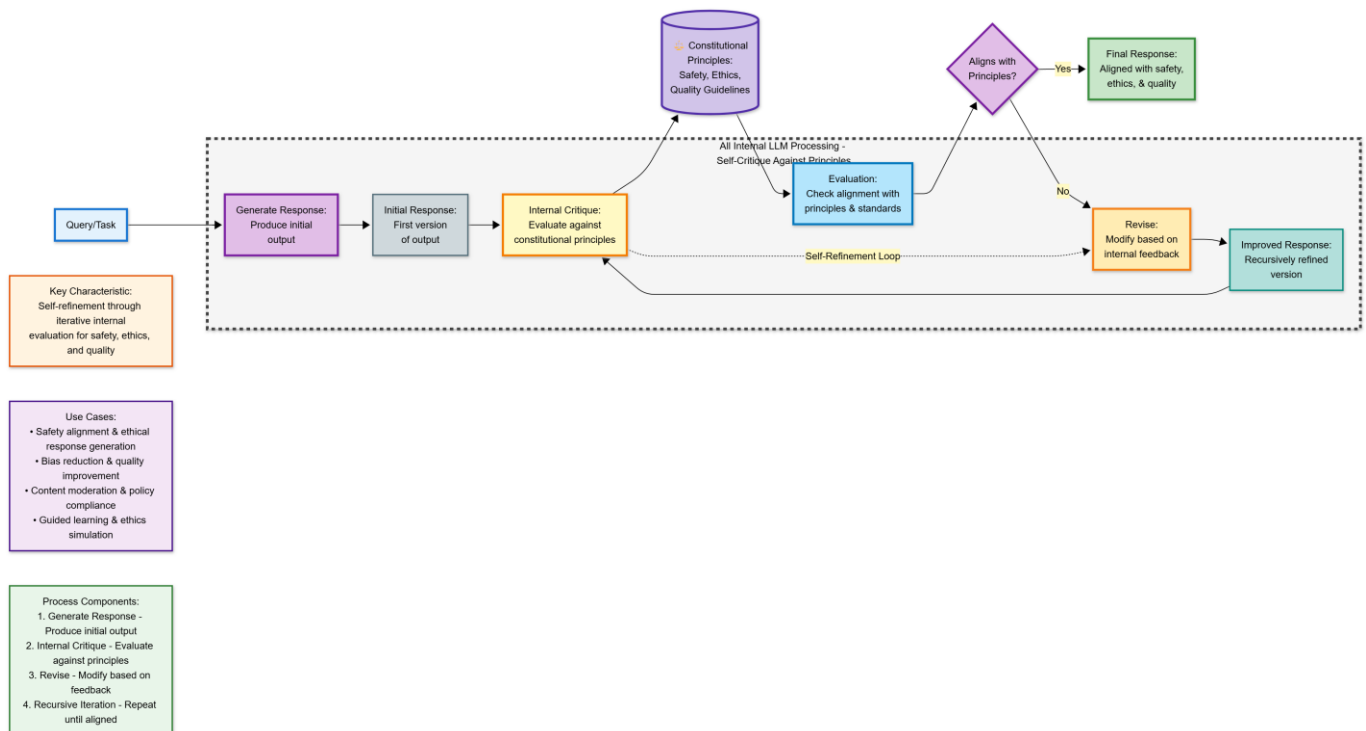 ⚖️ Constitutional
Principles:
Safety, Ethics,
Quality Guidelines
Aligns with
Principles?
Yes
Final Response:
Aligned with safety,
ethics, & quality
All Internal LLM Processing -
Self-Critique Against Principles
Query/Task
Generate Response:
Produce initial
output
Initial Response:
First version
of output
Internal Critique:
Evaluate against
constitutional principles
Evaluation:
Check alignment with
principles & standards
No
Self-Refinement Loop
Revise:
Modify based on
internal feedback
Improved Response:
Recursively refined
version
Key Characteristic:
Self-refinement through
iterative internal
evaluation for safety, ethics,
and quality
Use Cases:
• Safety alignment & ethical
response generation
• Bias reduction & quality
improvement
• Content moderation & policy
compliance
• Guided learning & ethics
simulation
Process Components:
1. Generate Response -
Produce initial output
2. Internal Critique - Evaluate
against principles
3. Revise - Modify based on
feedback
4. Recursive Iteration - Repeat
until aligned